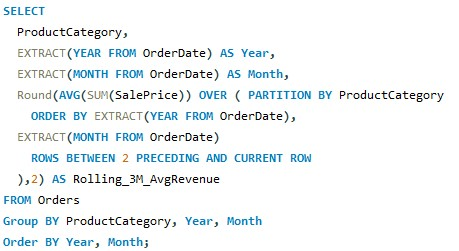 SELECT
ProductCategory,
EXTRACT(YEAR FROM OrderDate) AS Year,
EXTRACT(MONTH FROM OrderDate) AS Month,
Round(AVG(SUM(SalePrice)) OVER ( PARTITION BY ProductCategory
ORDER BY EXTRACT(YEAR FROM OrderDate),
EXTRACT(MONTH FROM OrderDate)
ROWS BETWEEN 2 PRECEDING AND CURRENT ROW
),2) AS Rolling_3M_AvgRevenue
FROM Orders
Group BY ProductCategory, Year, Month
Order BY Year, Month;